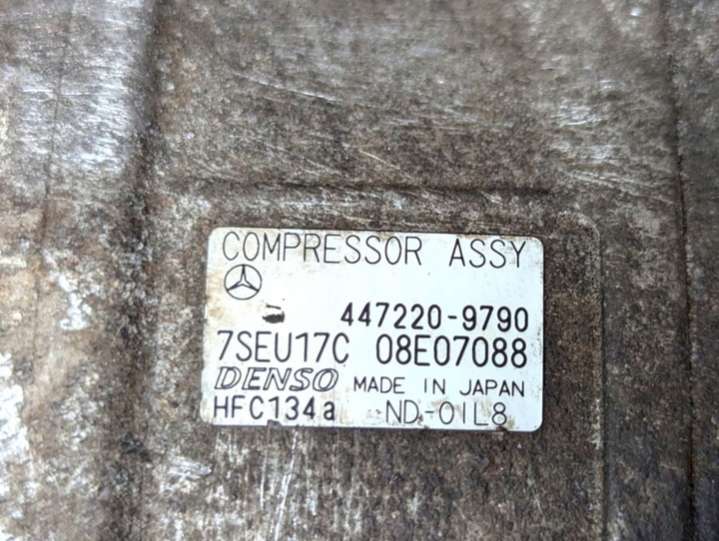 COMPRESSOR ASSY
447220-9790
7SEU17C 08E07088
DENSO MADE IN JAPAN
HFC134a ND-OIL8